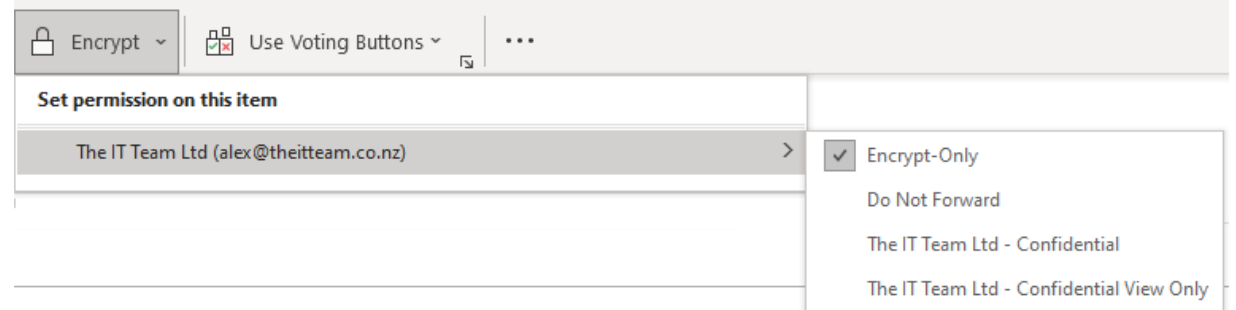 Encrypt
Use Voting Buttons
Set permission on this item
The IT Team Ltd (alex@theitteam.co.nz)
Encrypt-Only
Do Not Forward
The IT Team Ltd - Confidential
The IT Team Ltd - Confidential View Only